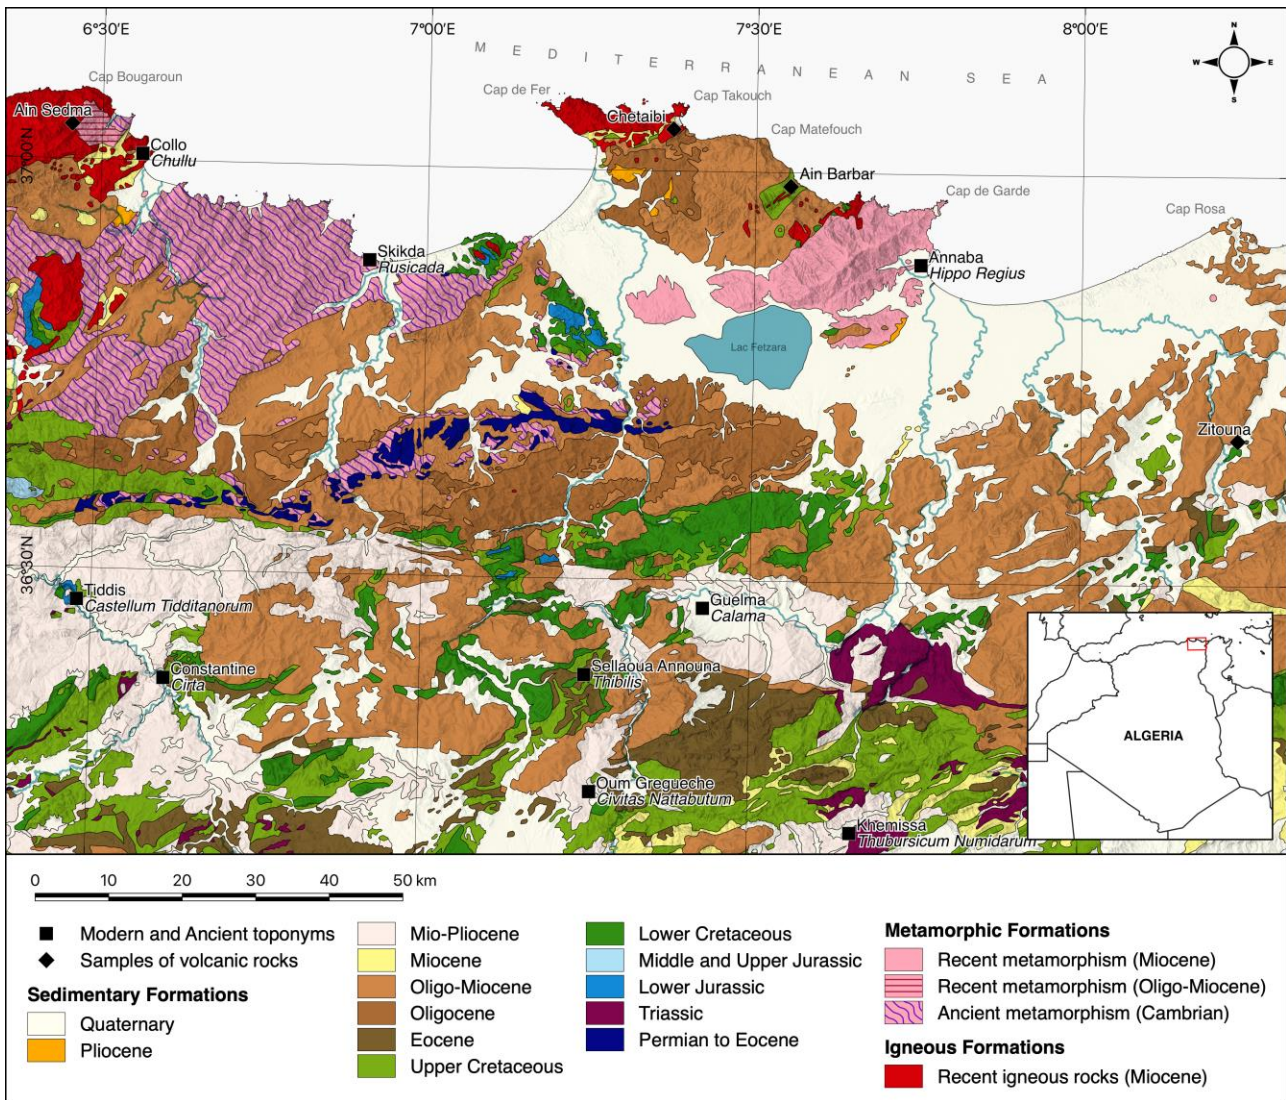 6°30'0"E
7°00'E
7°30'E
8°00'E
N
W
E
S
MEDITERRANEAN SEA
Cap Bougaroun
Cap de Fer
Cap Takouch
Cap Matefouch
Cap de Garde
Cap Rosa
37°00'N
36°30'N
Ain Sedma
Collo
Chullu
Chetaibi
Ain Barbar
Skikda
Rusicada
Annaba
Hippo Regius
Lac Fetzara
Zitouna
Tiddis
Castellum Tidditanorum
Guelma
Calama
Constantine
Cirta
Sellaoua Announa
Thibilis
Oum Gregueche
Civitas Nattabutum
Khemissa
Thubursicum Numidarum
ALGERIA
0 10 20 30 40 50 km
Modern and Ancient toponyms
Samples of volcanic rocks
Sedimentary Formations
Quaternary
Pliocene
Mio-Pliocene
Miocene
Oligo-Miocene
Oligocene
Eocene
Upper Cretaceous
Lower Cretaceous
Middle and Upper Jurassic
Lower Jurassic
Triassic
Permian to Eocene
Metamorphic Formations
Recent metamorphism (Miocene)
Recent metamorphism (Oligo-Miocene)
Ancient metamorphism (Cambrian)
Igneous Formations
Recent igneous rocks (Miocene)